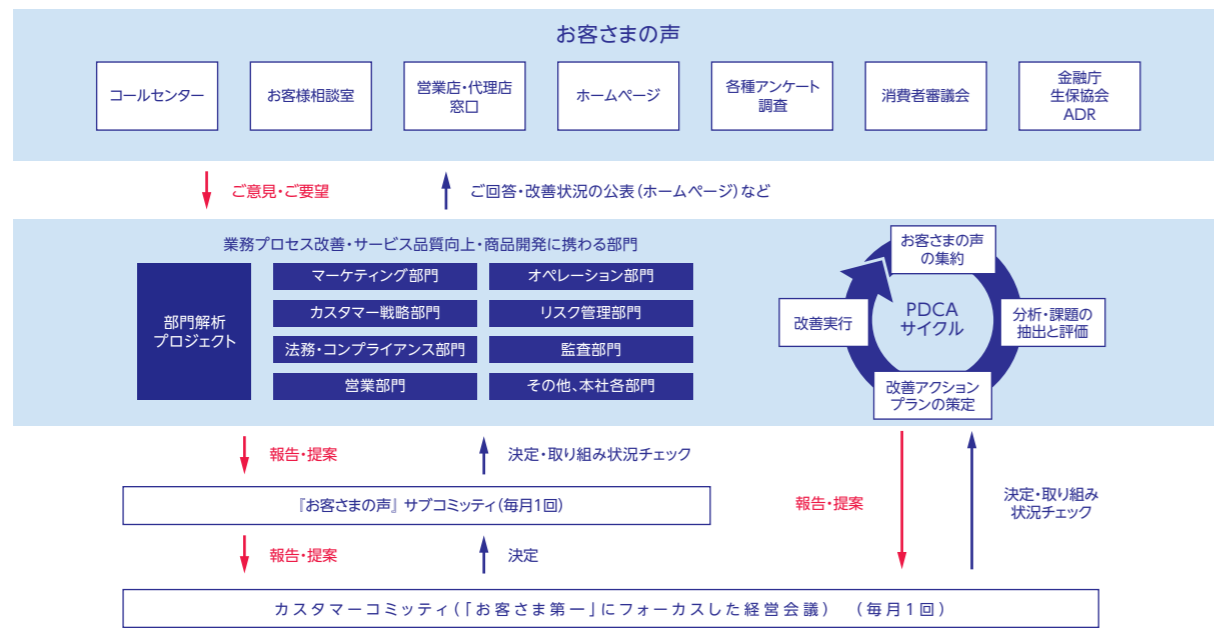 お客さまの声
コールセンター
お客様相談室
営業店・代理店
窓口
ホームページ
各種アンケート
調査
消費者審議会
金融庁
生保協会
ADR
ご意見・ご要望
ご回答・改善状況の公表（ホームページ）など
業務プロセス改善・サービス品質向上・商品開発に携わる部門
部門解析
プロジェクト
マーケティング部門
オペレーション部門
カスタマー戦略部門
リスク管理部門
法務・コンプライアンス部門
監査部門
営業部門
その他、本社各部門
お客さまの声
の集約
PDCA
サイクル
改善実行
分析・課題の
抽出と評価
改善アクション
プランの策定
報告・提案
決定・取り組み状況チェック
『お客さまの声』サブコミッティ（毎月1回）
報告・提案
決定・取り組み
状況チェック
報告・提案
決定
カスタマーコミッティ（「お客さま第一」にフォーカスした経営会議）　（毎月1回）